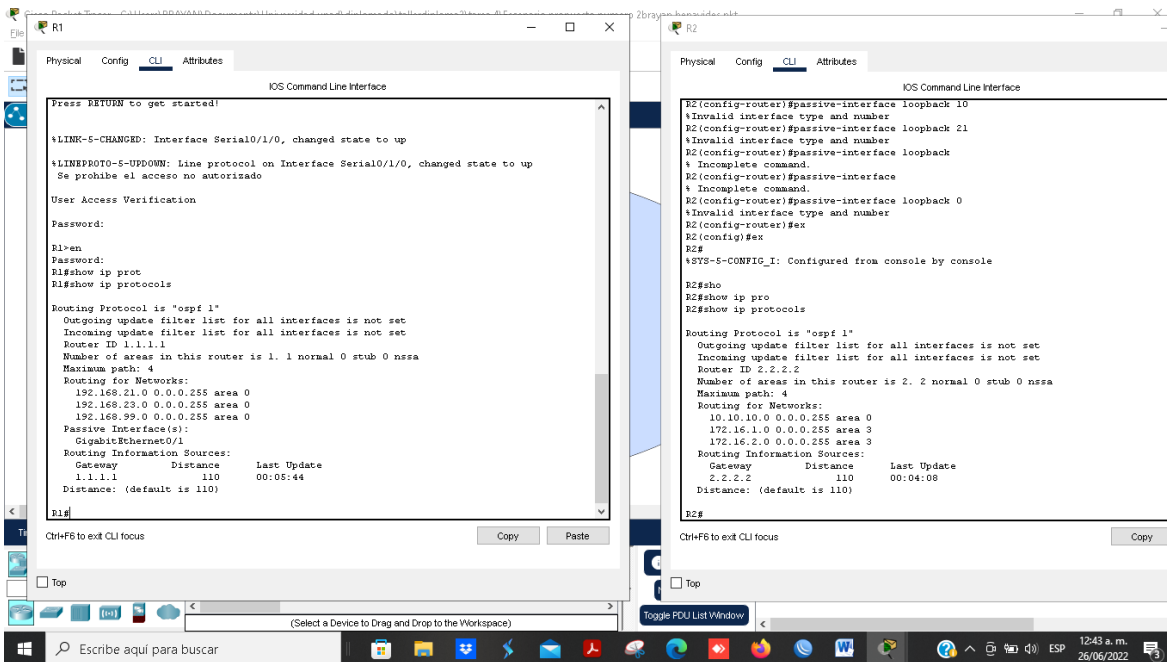 Cisco Packet Tracer - C:\Users\BRAYAN\Documents\Universidad unad\diplomado\
2brayan benavides.pkt
File
R1
Physical Config CLI Attributes
IOS Command Line Interface
Press RETURN to get started!
%LINK-5-CHANGED: Interface Serial0/1/0, changed state to up
%LINEPROTO-5-UPDOWN: Line protocol on Interface Serial0/1/0, changed state to up
Se prohibe el acceso no autorizado
User Access Verification
Password:
R1>en
Password:
R1#show ip prot
R1#show ip protocols
Routing Protocol is "ospf 1"
Outgoing update filter list for all interfaces is not set
Incoming update filter list for all interfaces is not set
Router ID 1.1.1.1
Number of areas in this router is 1. 1 normal 0 stub 0 nssa
Maximum path: 4
Routing for Networks:
192.168.21.0 0.0.0.255 area 0
192.168.23.0 0.0.0.255 area 0
192.168.99.0 0.0.0.255 area 0
Passive Interface(s):
GigabitEthernet0/1
Routing Information Sources:
Gateway Distance Last Update
1.1.1.1 110 00:05:44
Distance: (default is 110)
R1#
Ctrl+F6 to exit CLI focus
Copy Paste
Top
R2
Physical Config CLI Attributes
IOS Command Line Interface
R2(config-router)#passive-interface loopback 10
%Invalid interface type and number
R2(config-router)#passive-interface loopback 21
%Invalid interface type and number
R2(config-router)#passive-interface loopback
% Incomplete command.
R2(config-router)#passive-interface
% Incomplete command.
R2(config-router)#passive-interface loopback 0
%Invalid interface type and number
R2(config-router)#ex
R2(config)#ex
R2#
%SYS-5-CONFIG_I: Configured from console by console
R2#sho
R2#show ip pro
R2#show ip protocols
Routing Protocol is "ospf 1"
Outgoing update filter list for all interfaces is not set
Incoming update filter list for all interfaces is not set
Router ID 2.2.2.2
Number of areas in this router is 2. 2 normal 0 stub 0 nssa
Maximum path: 4
Routing for Networks:
10.10.10.0 0.0.0.255 area 0
172.16.1.0 0.0.0.255 area 3
172.16.2.0 0.0.0.255 area 3
Routing Information Sources:
Gateway Distance Last Update
2.2.2.2 110 00:04:08
Distance: (default is 110)
R2#
Ctrl+F6 to exit CLI focus
Copy
Top
(Select a Device to Drag and Drop to the Workspace)
Toggle PDU List Window
Escribe aquí para buscar
ESP
12:43 a. m.
26/06/2022
3